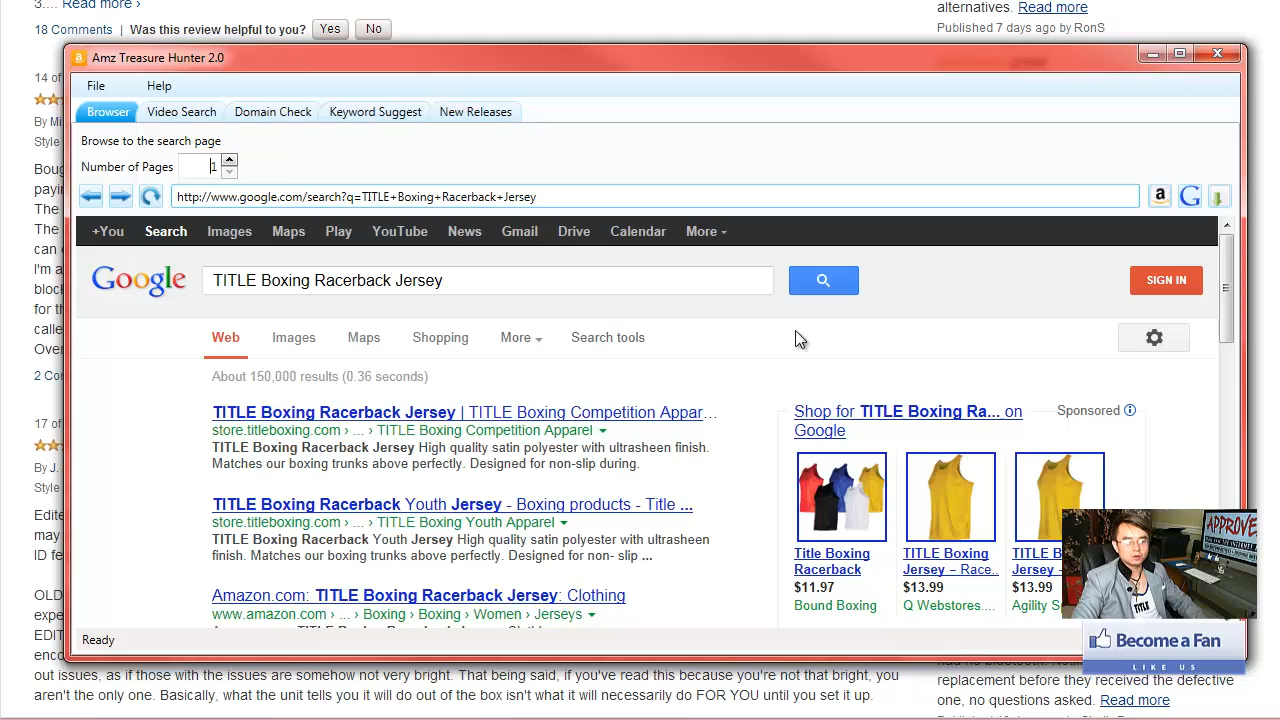 3.... Read more ›
alternatives. Read more
18 Comments | Was this review helpful to you? Yes No
Published 7 days ago by RonS
Amz Treasure Hunter 2.0
14 of
File Help
Browser Video Search Domain Check Keyword Suggest New Releases
By Mi
Style
Browse to the search page
Number of Pages 1
Boug
payin
http://www.google.com/search?q=TITLE+Boxing+Racerback+Jersey
The
The
+You Search Images Maps Play YouTube News Gmail Drive Calendar More
can e
I'm a
Google TITLE Boxing Racerback Jersey SIGN IN
block
for th
calle
Web Images Maps Shopping More Search tools
Over
2 Cor
About 150,000 results (0.36 seconds)
TITLE Boxing Racerback Jersey | TITLE Boxing Competition Appar…
store.titleboxing.com › ... › TITLE Boxing Competition Apparel
TITLE Boxing Racerback Jersey High quality satin polyester with ultrasheen finish.
Matches our boxing trunks above perfectly. Designed for non-slip during.
Shop for TITLE Boxing Ra... on
Google
Sponsored
17 of
By J.
Style
TITLE Boxing Racerback Youth Jersey - Boxing products - Title ...
store.titleboxing.com › ... › TITLE Boxing Youth Apparel
TITLE Boxing Racerback Youth Jersey High quality satin polyester with ultrasheen
finish. Matches our boxing trunks above perfectly. Designed for non- slip ...
Edite
may
ID fe
Title Boxing
Racerback
$11.97
Bound Boxing
TITLE Boxing
Jersey – Race..
$13.99
Q Webstores....
TITLE B
Jersey –
$13.99
Agility S
APPROVE
TITLE
Amazon.com: TITLE Boxing Racerback Jersey: Clothing
www.amazon.com › ... › Boxing › Boxing › Women › Jerseys
OLD
expe
EDIT
enco
Ready
Become a Fan
LIKE US
out issues, as if those with the issues are somehow not very bright. That being said, if you've read this because you're not that bright, you
aren't the only one. Basically, what the unit tells you it will do out of the box isn't what it will necessarily do FOR YOU until you set it up.
replacement before they received the defective
one, no questions asked. Read more